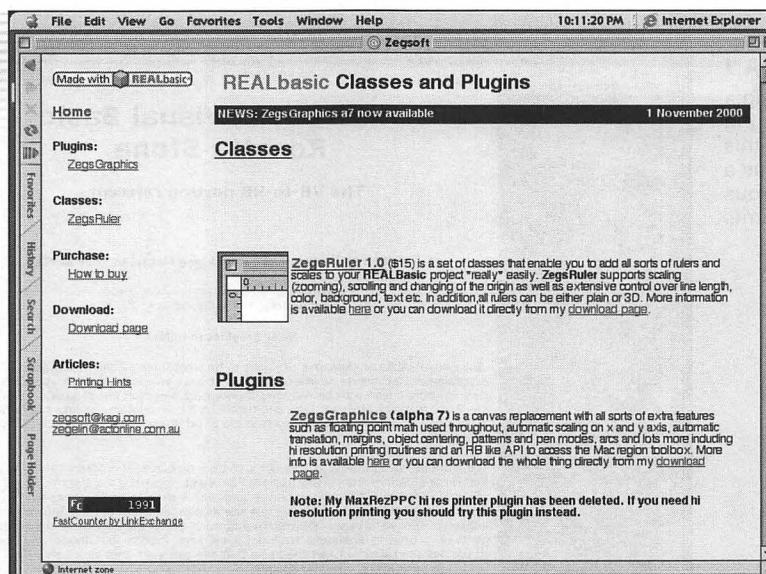 File Edit View Go Favorites Tools Window Help 10:11:20 PM Internet Explorer
Zegsoft
Made with REALbasic
REALbasic Classes and Plugins
Home
NEWS: ZegsGraphics a7 now available 1 November 2000
Plugins:
ZegsGraphics
Classes:
ZegsRuler
Purchase:
How to buy
Download:
Download page
Articles:
Printing Hints
zegsoft@kagi.com
zegelin@actonline.com.au
FC 1991
FastCounter by LinkExchange
Favorites
History
Search
Scrapbook
Page Holder
Classes
0
0
ZegsRuler 1.0 ($15) is a set of classes that enable you to add all sorts of rulers and
scales to your REALBasic project "really" easily. ZegsRuler supports scaling
(zooming), scrolling and changing of the origin as well as extensive control over line length,
color, background, text etc. In addition, all rulers can be either plain or 3D. More information
is available here or you can download it directly from my download page.
Plugins
ZegsGraphics (alpha 7) is a canvas replacement with all sorts of extra features
such as floating point math used throughout, automatic scaling on x and y axis, automatic
translation, margins, object centering, patterns and pen modes, arcs and lots more including
hi resolution printing routines and an RB like API to access the Mac region toolbox. More
info is available here or you can download the whole thing directly from my download
page.
Note: My MaxRezPPC hi res printer plugin has been deleted. If you need hi
resolution printing you should try this plugin instead.
Internet zone